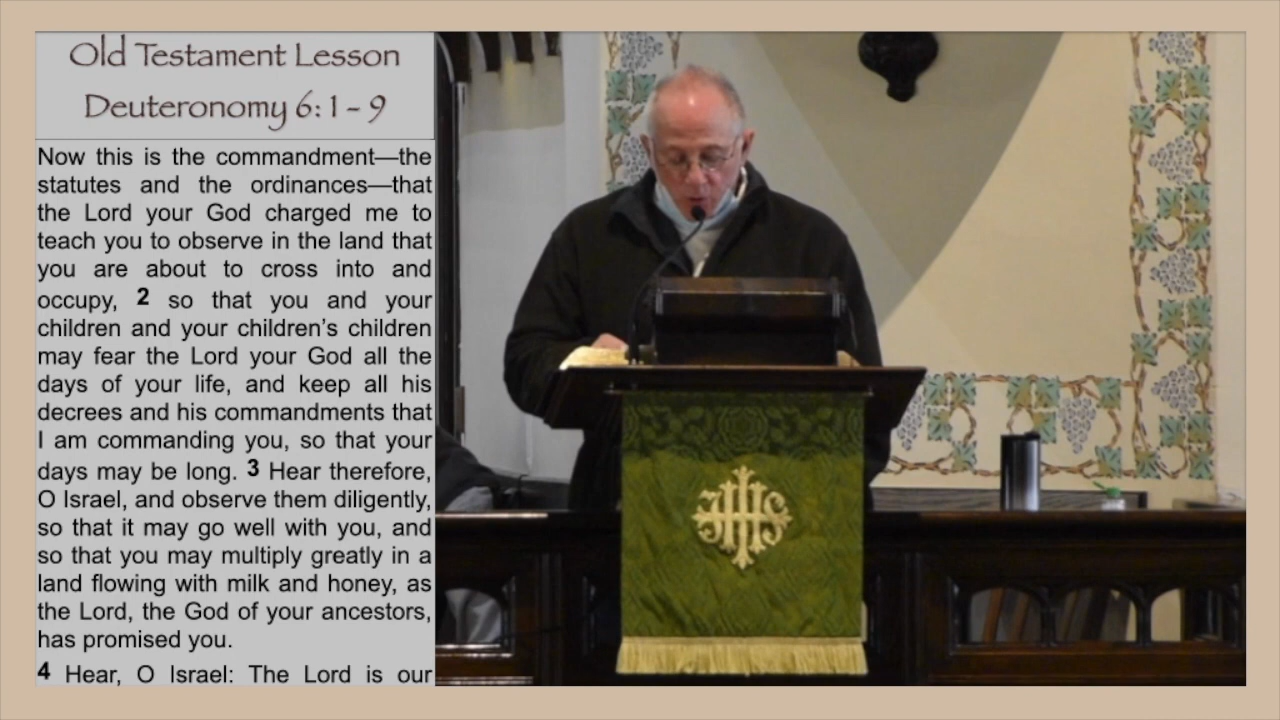 Old Testament Lesson
Deuteronomy 6: 1 - 9
Now this is the commandment—the
statutes and the ordinances—that
the Lord your God charged me to
teach you to observe in the land that
you are about to cross into and
occupy, 2 so that you and your
children and your children’s children
may fear the Lord your God all the
days of your life, and keep all his
decrees and his commandments that
I am commanding you, so that your
days may be long. 3 Hear therefore,
O Israel, and observe them diligently,
so that it may go well with you, and
so that you may multiply greatly in a
land flowing with milk and honey, as
the Lord, the God of your ancestors,
has promised you.
4 Hear, O Israel: The Lord is our